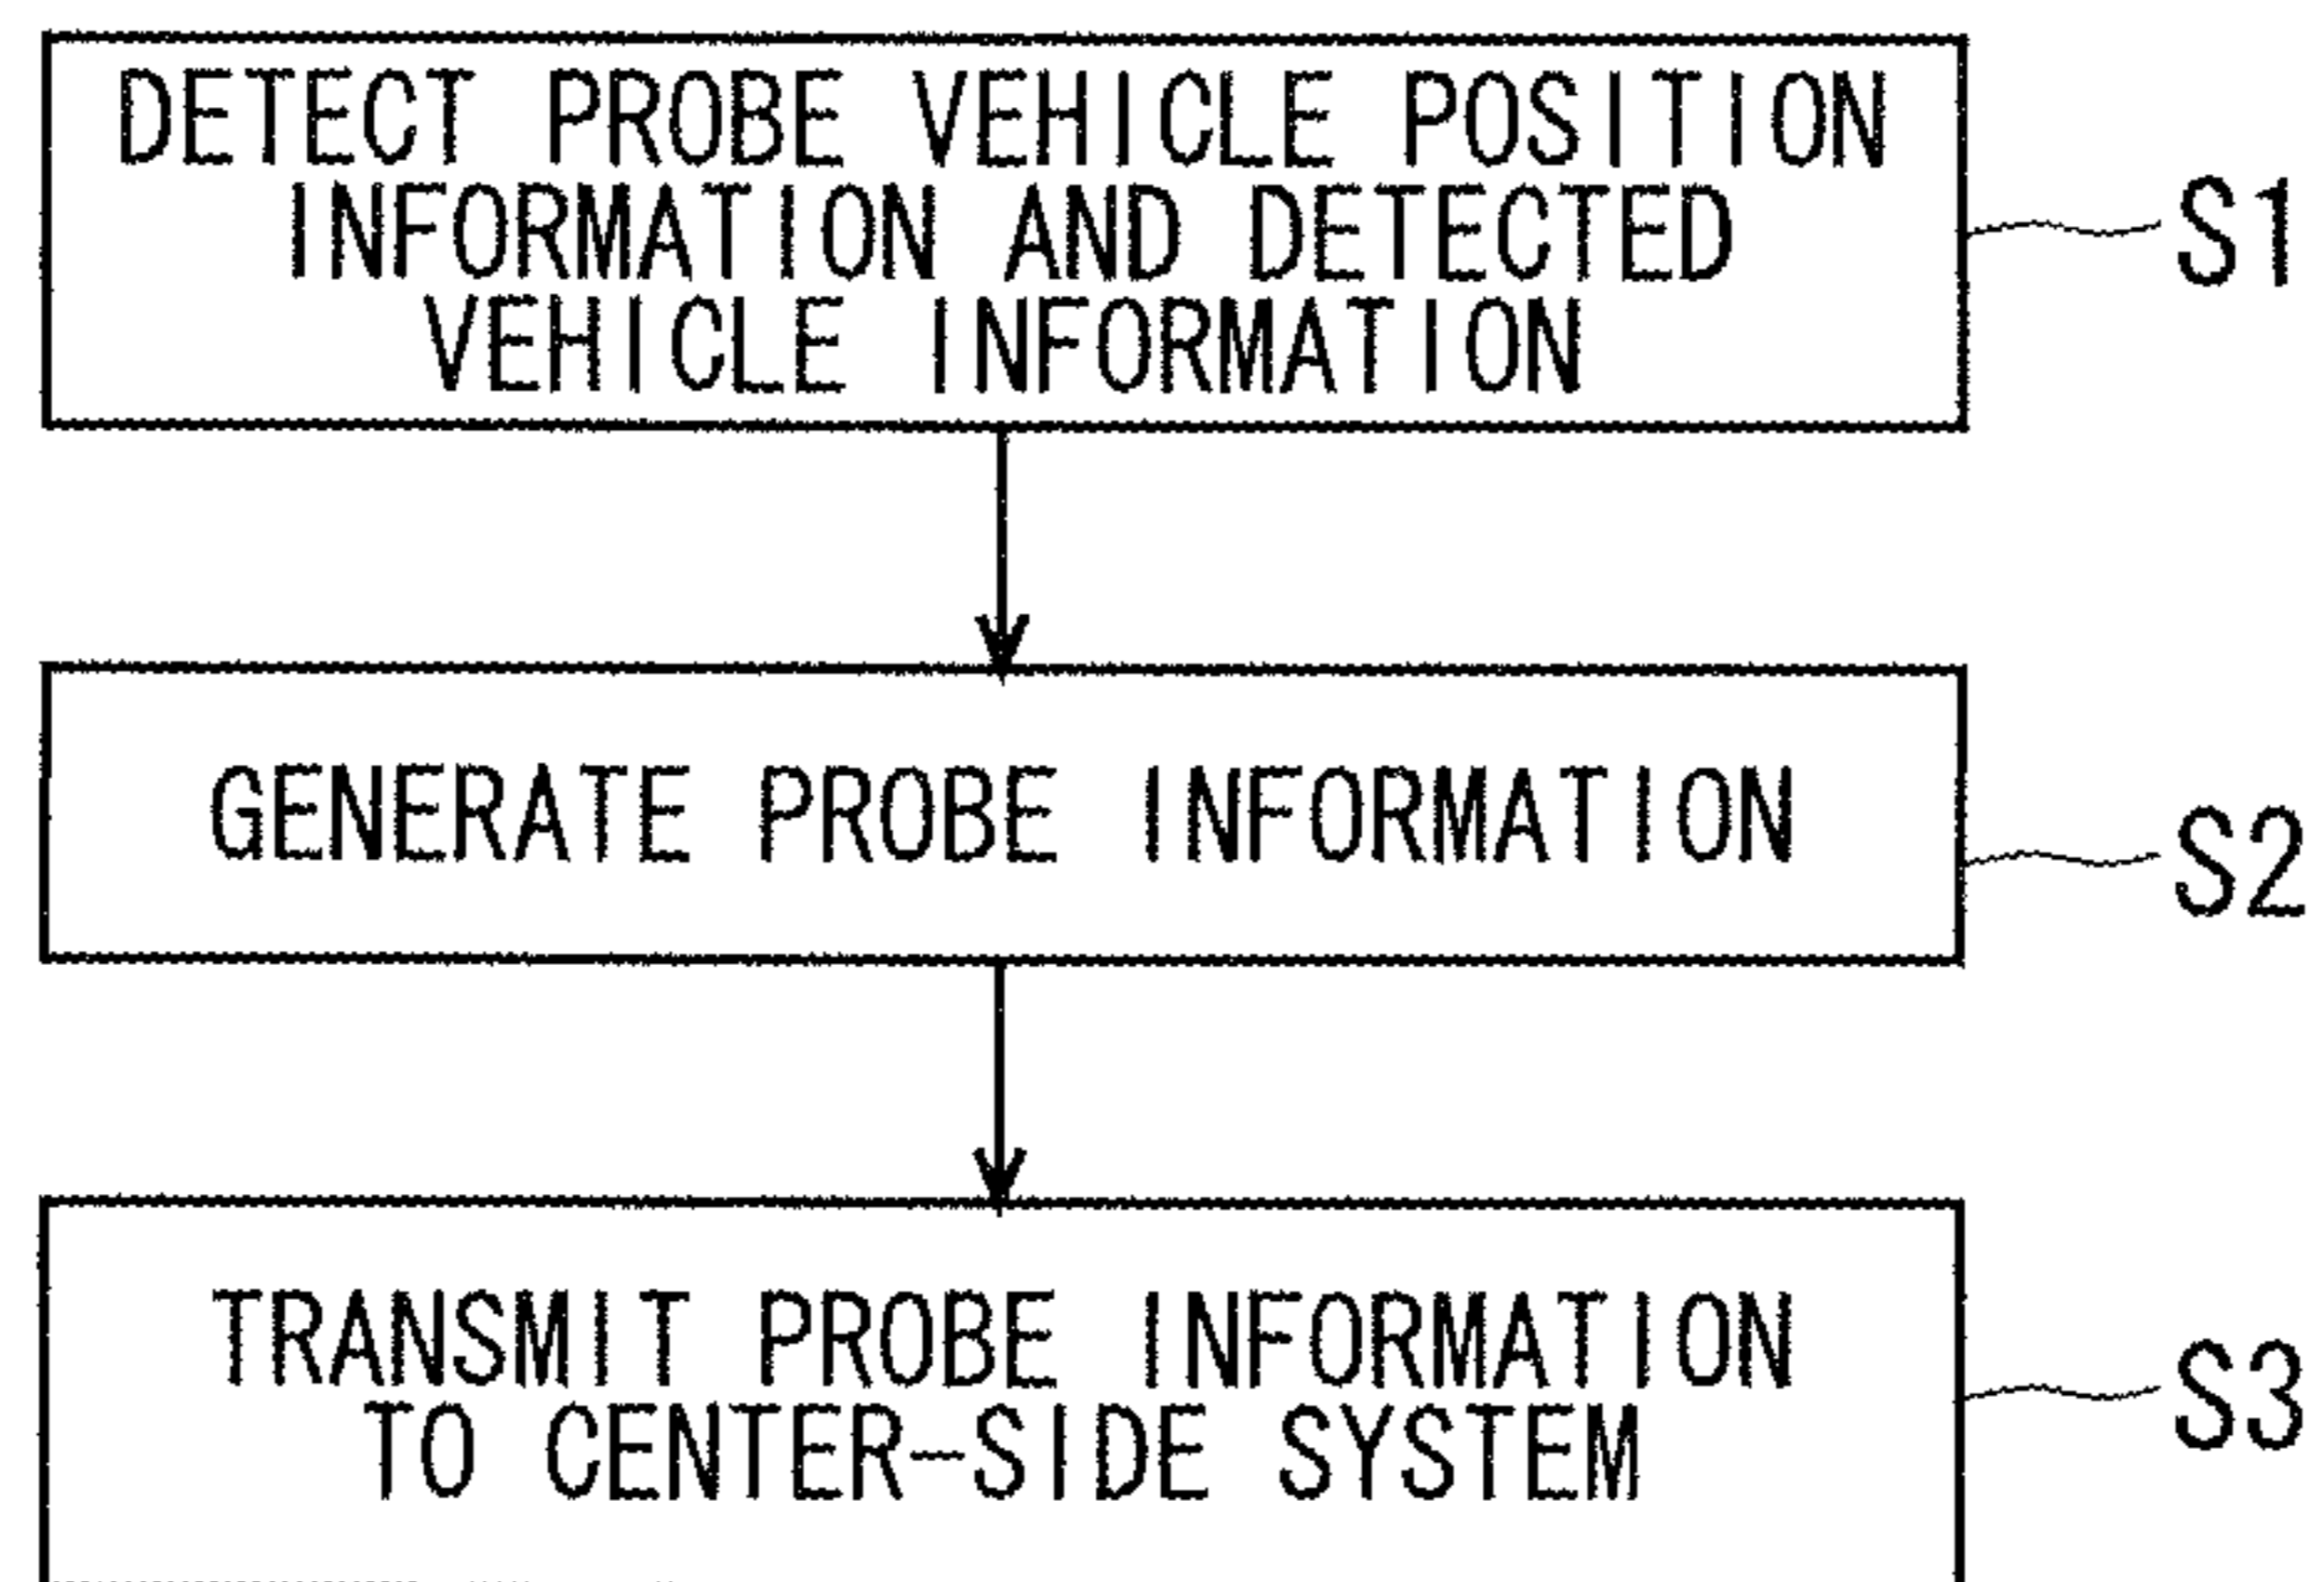 DETECT PROBE VEHICLE POSITION
INFORMATION AND DETECTED
VEHICLE INFORMATION
S1
GENERATE PROBE INFORMATION
S2
TRANSMIT PROBE INFORMATION
TO CENTER-SIDE SYSTEM
S3